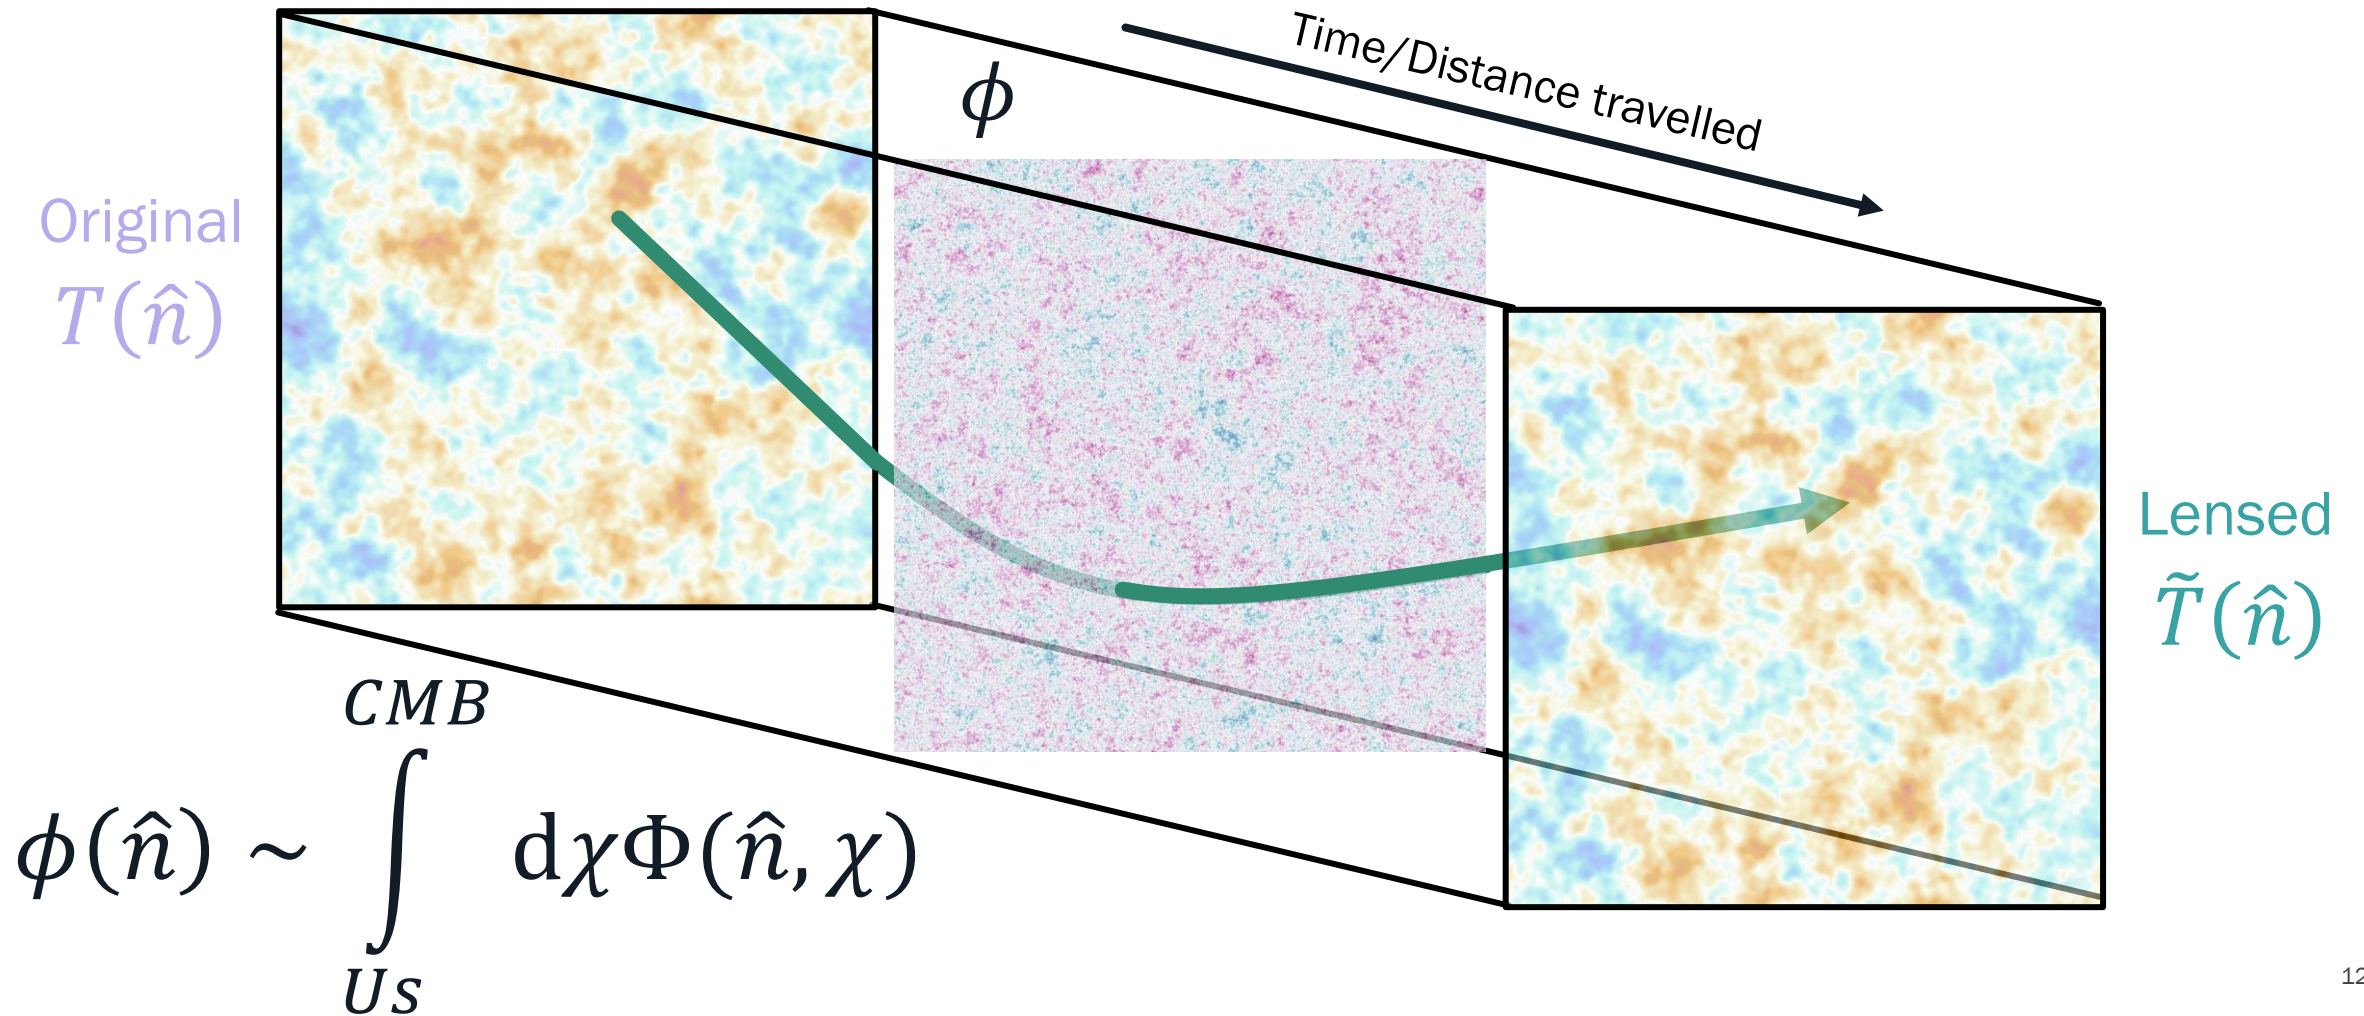 Time/Distance travelled
ϕ
Original
T(n̂)
Lensed
T̃(n̂)
CMB
ϕ(n̂) ~ ∫ dχΦ(n̂, χ)
Us
12